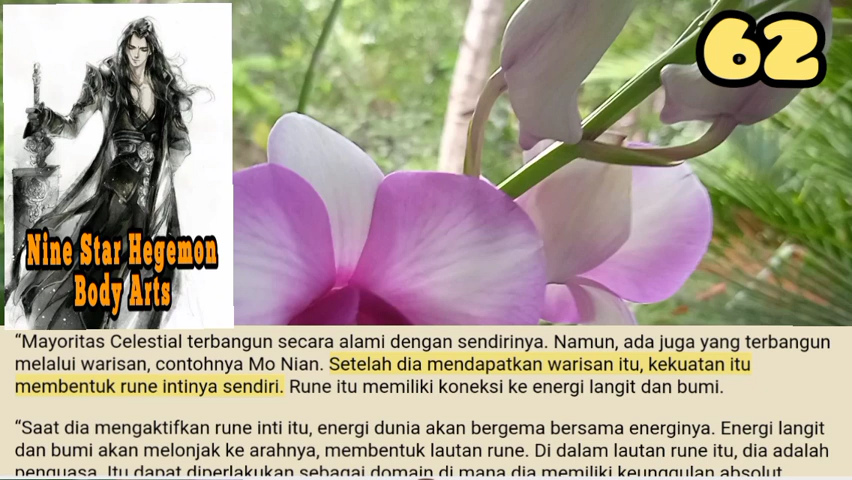 62
Nine Star Hegemon
Body Arts
“Mayoritas Celestial terbangun secara alami dengan sendirinya. Namun, ada juga yang terbangun
melalui warisan, contohnya Mo Nian. Setelah dia mendapatkan warisan itu, kekuatan itu
membentuk rune intinya sendiri. Rune itu memiliki koneksi ke energi langit dan bumi.
“Saat dia mengaktifkan rune inti itu, energi dunia akan bergema bersama energinya. Energi langit
dan bumi akan melonjak ke arahnya, membentuk lautan rune. Di dalam lautan rune itu, dia adalah
penguasa. Itu dapat diperlakukan sebagai domain di mana dia memiliki keunggulan absolut.